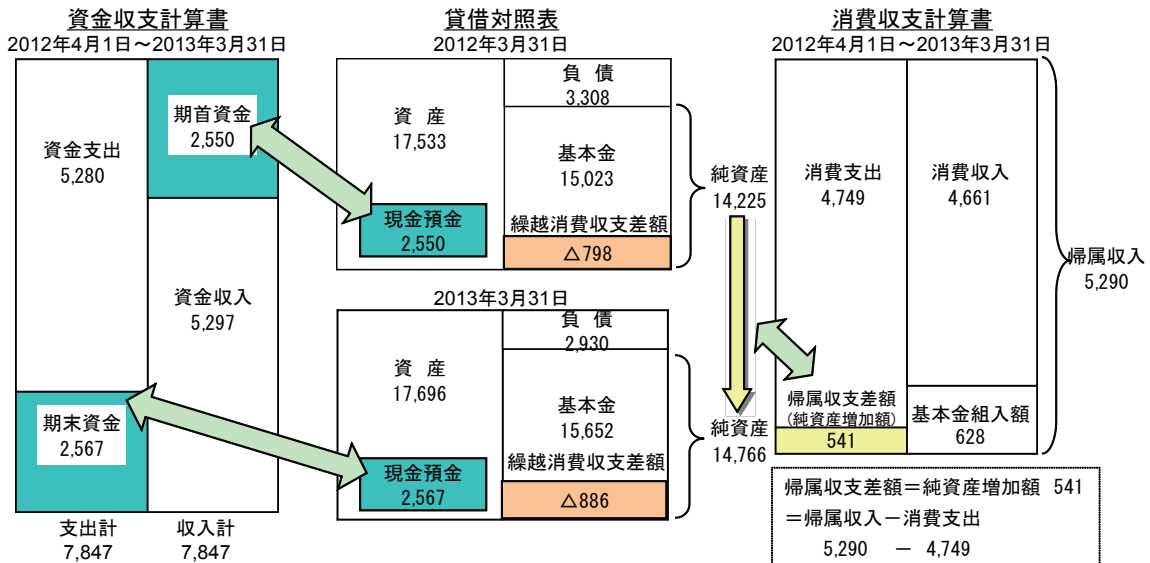 資金収支計算書
2012年4月1日～2013年3月31日
期首資金
2,550
資金支出
5,280
資金収入
5,297
期末資金
2,567
支出計
7,847
収入計
7,847
貸借対照表
2012年3月31日
負 債
3,308
資 産
17,533
基本金
15,023
現金預金
2,550
繰越消費収支差額
△798
純資産
14,225
2013年3月31日
負 債
2,930
資 産
17,696
基本金
15,652
現金預金
2,567
繰越消費収支差額
△886
純資産
14,766
消費収支計算書
2012年4月1日～2013年3月31日
消費支出
4,749
消費収入
4,661
帰属収入
5,290
帰属収支差額
(純資産増加額)
541
基本金組入額
628
帰属収支差額＝純資産増加額 541
＝帰属収入－消費支出
5,290 － 4,749